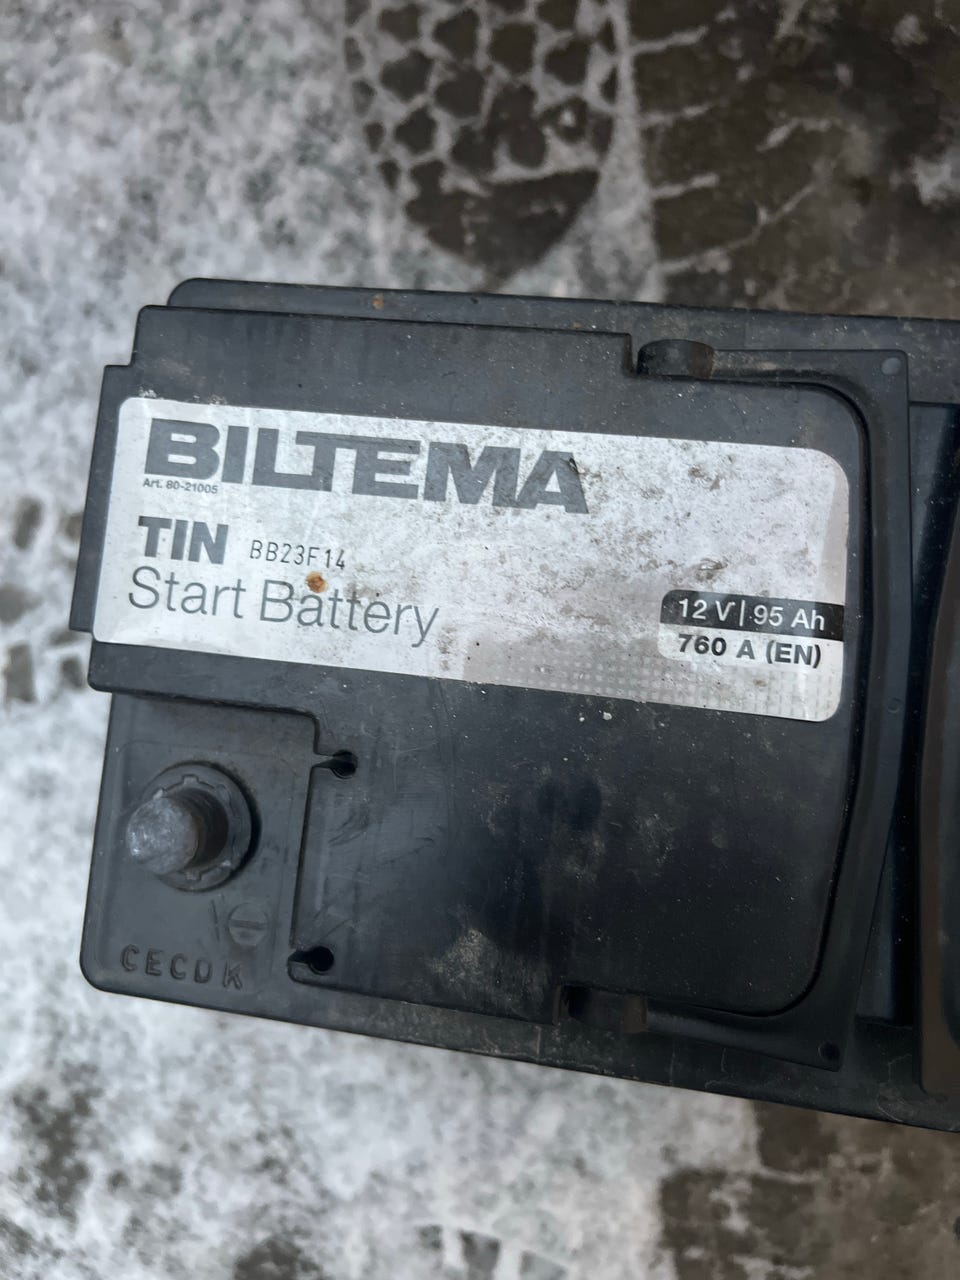 BILTEMA
Art. 80-21005
TIN BB23F14
Start Battery
12 V | 95 Ah
760 A (EN)
CECDK